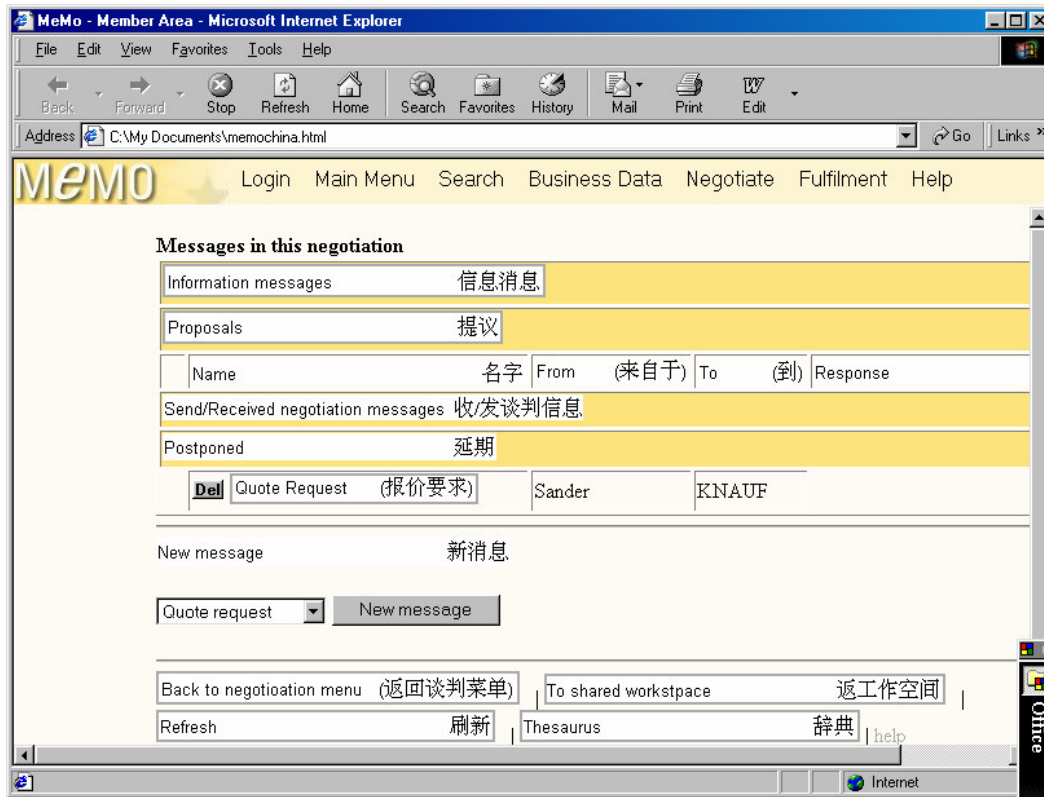 MeMo - Member Area - Microsoft Internet Explorer
File Edit View Favorites Tools Help
Back Forward Stop Refresh Home Search Favorites History Mail Print Edit
Address C:\My Documents\memochina.html Go Links »
MeMO Login Main Menu Search Business Data Negotiate Fulfilment Help
Messages in this negotiation
Information messages 信息消息
Proposals 提议
Name 名字 From (来自于) To (到) Response
Send/Received negotiation messages 收/发谈判信息
Postponed 延期
Del Quote Request (报价要求) Sander KNAUF
New message 新消息
Quote request New message
Back to negotioation menu (返回谈判菜单) | To shared workstpace 返工作空间 |
Refresh 刷新 | Thesaurus 辞典 | help
Office
Internet